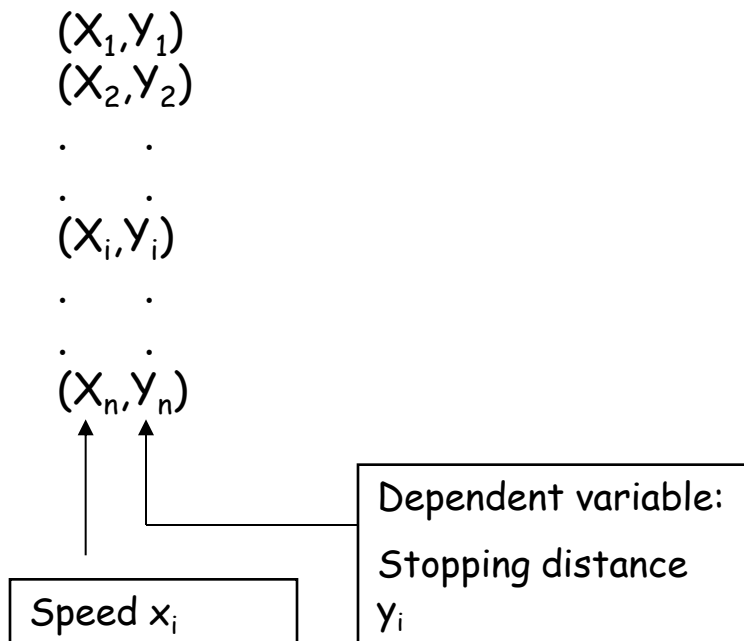 (X₁,Y₁)
(X₂,Y₂)
. .
. .
(Xᵢ,Yᵢ)
. .
. .
(Xₙ,Yₙ)
Dependent variable:
Stopping distance
yᵢ
Speed xᵢ